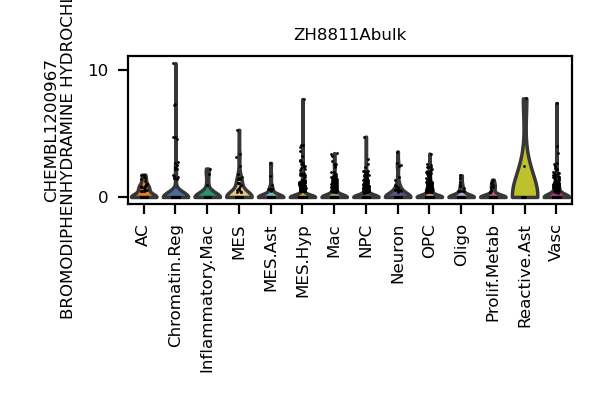 ZH8811Abulk
CHEMBL1200967
BROMODIPHENHYDRAMINE HYDROCHL
10
0
AC
Chromatin.Reg
Inflammatory.Mac
MES
MES.Ast
MES.Hyp
Mac
NPC
Neuron
OPC
Oligo
Prolif.Metab
Reactive.Ast
Vasc